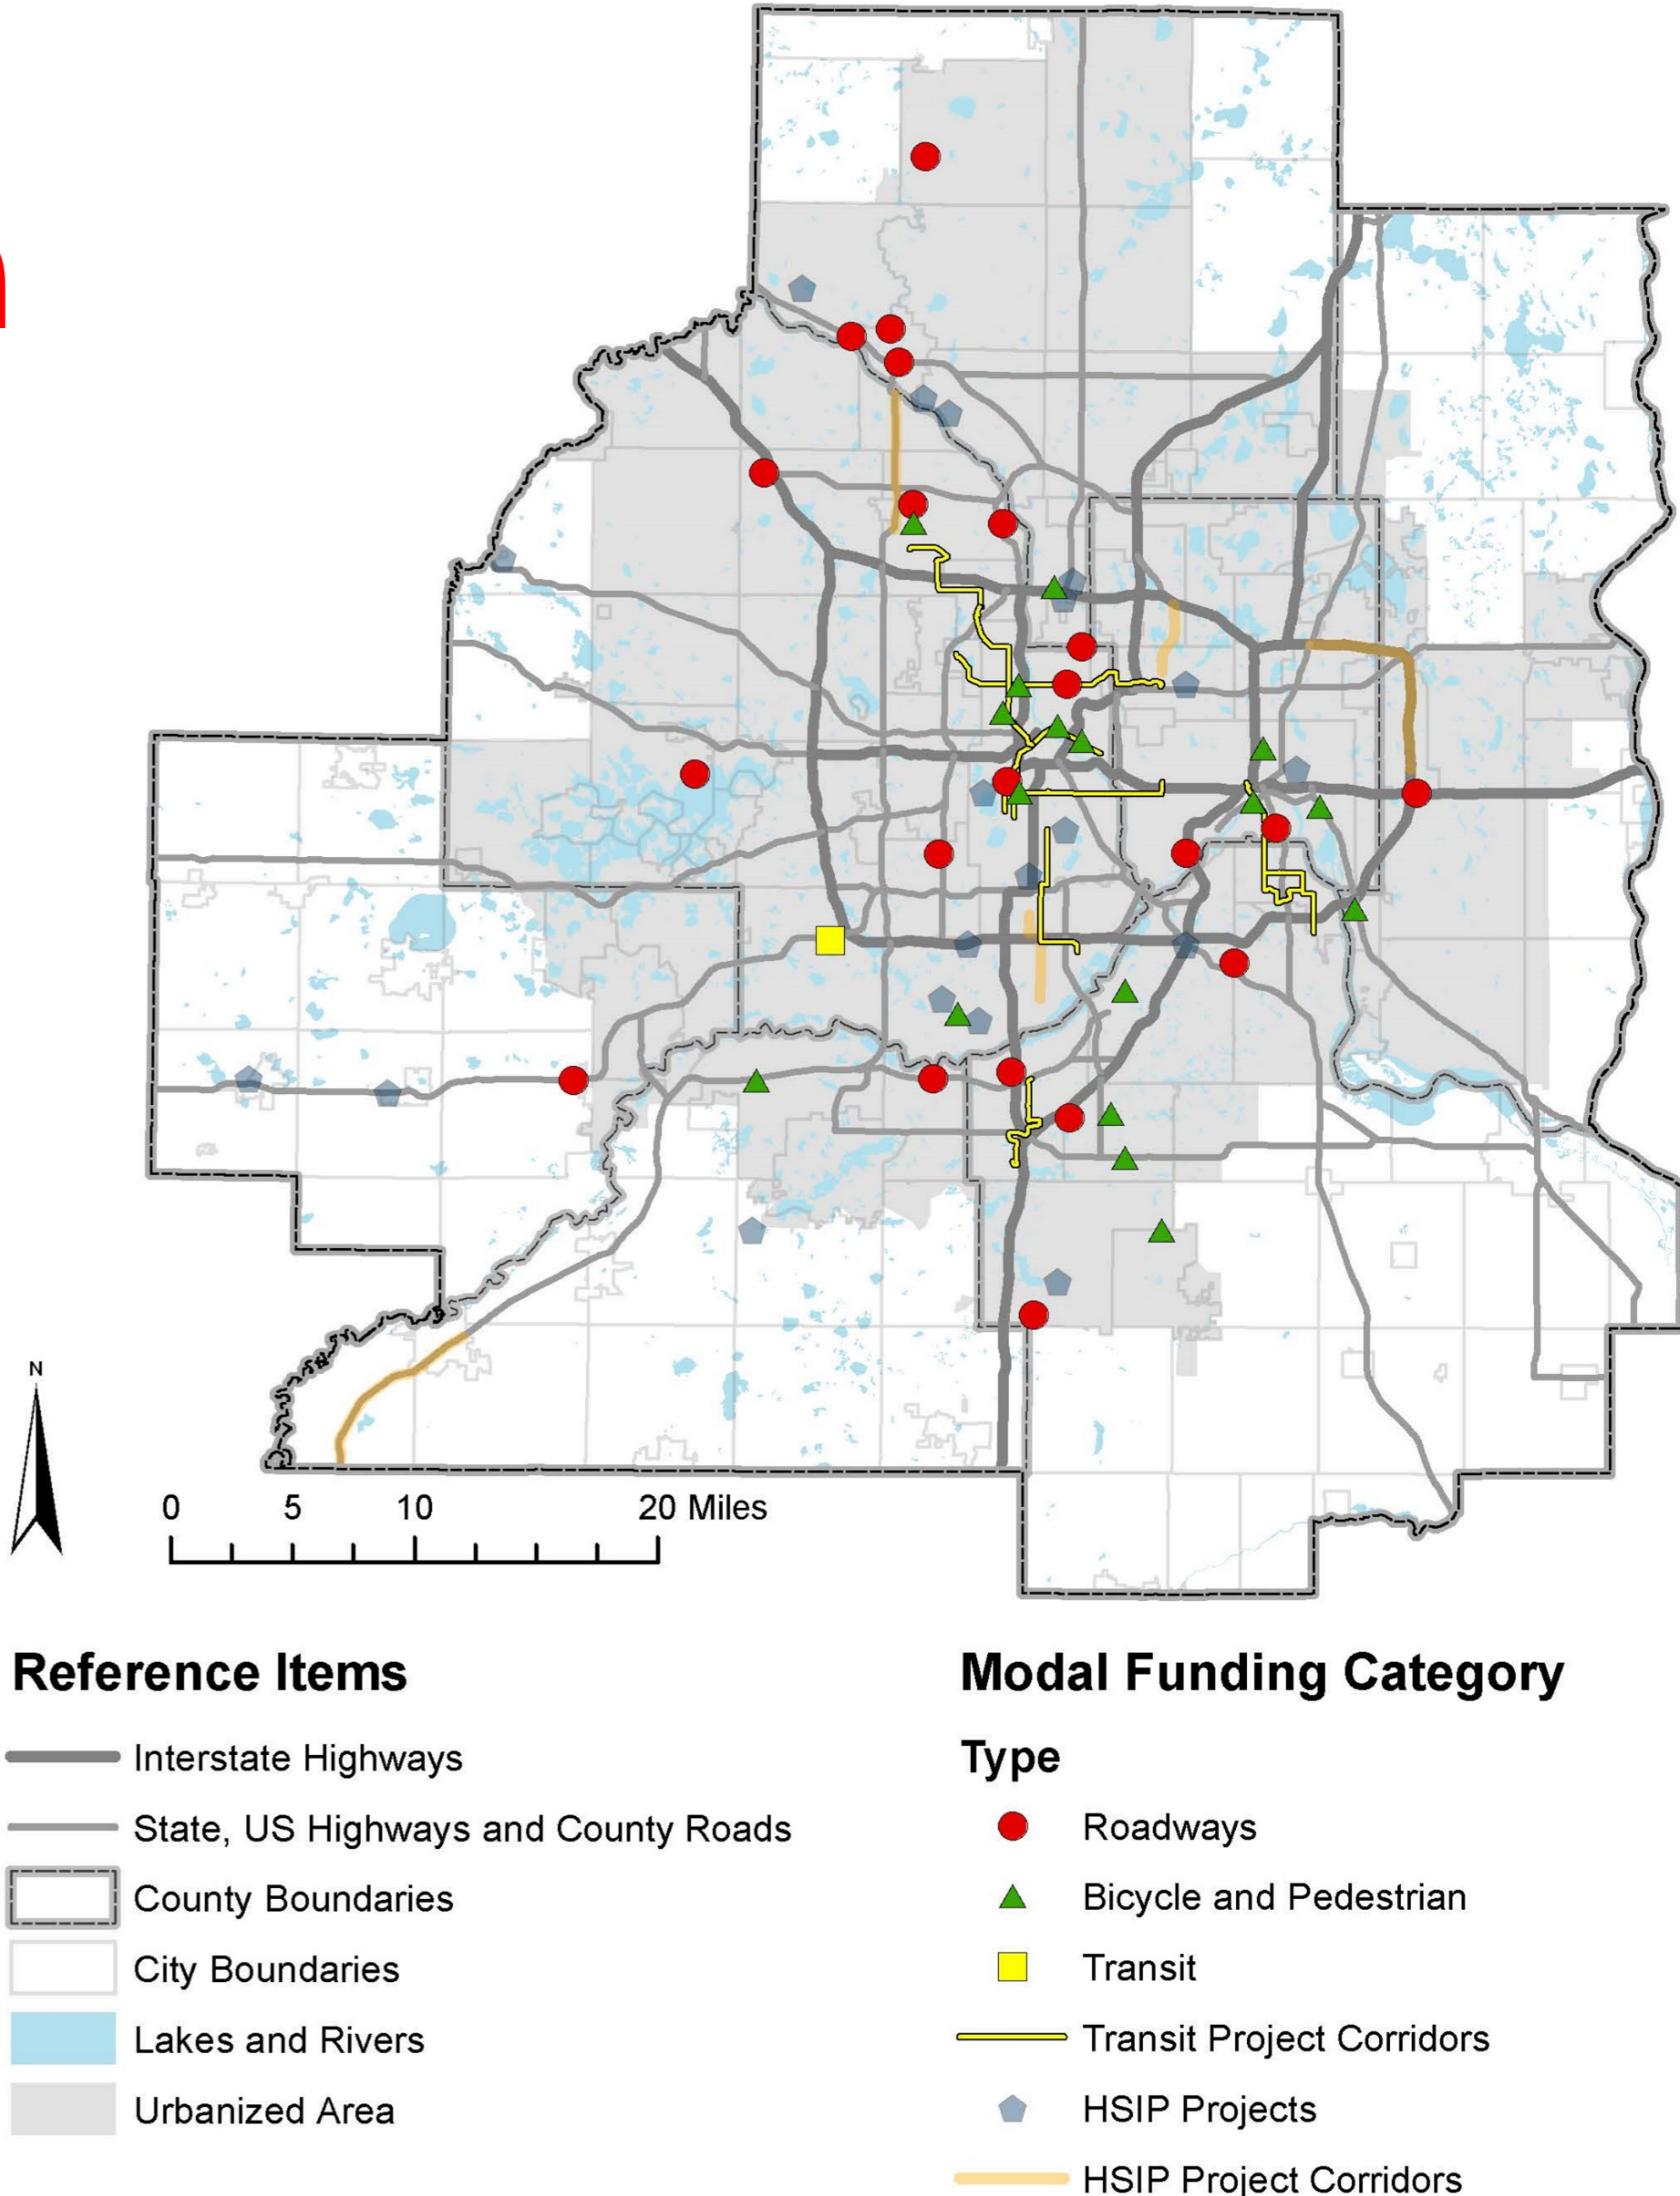 N
0 5 10 20 Miles
Reference Items
Interstate Highways
State, US Highways and County Roads
County Boundaries
City Boundaries
Lakes and Rivers
Urbanized Area
Modal Funding Category
Type
Roadways
Bicycle and Pedestrian
Transit
Transit Project Corridors
HSIP Projects
HSIP Project Corridors